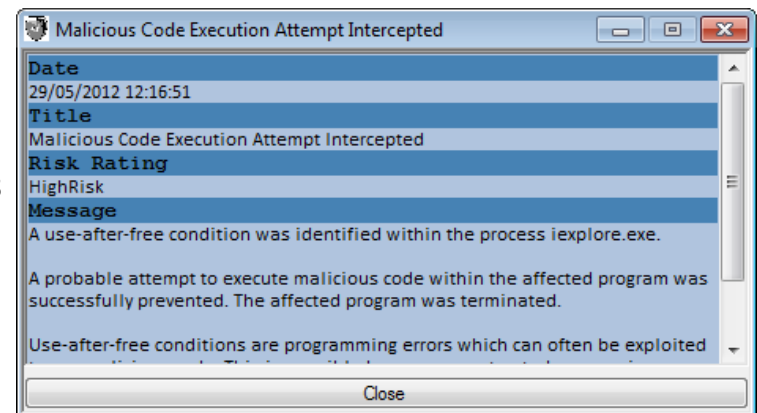 Malicious Code Execution Attempt Intercepted
Date
29/05/2012 12:16:51
Title
Malicious Code Execution Attempt Intercepted
Risk Rating
HighRisk
Message
A use-after-free condition was identified within the process iexplore.exe.
A probable attempt to execute malicious code within the affected program was
successfully prevented. The affected program was terminated.
Use-after-free conditions are programming errors which can often be exploited
Close